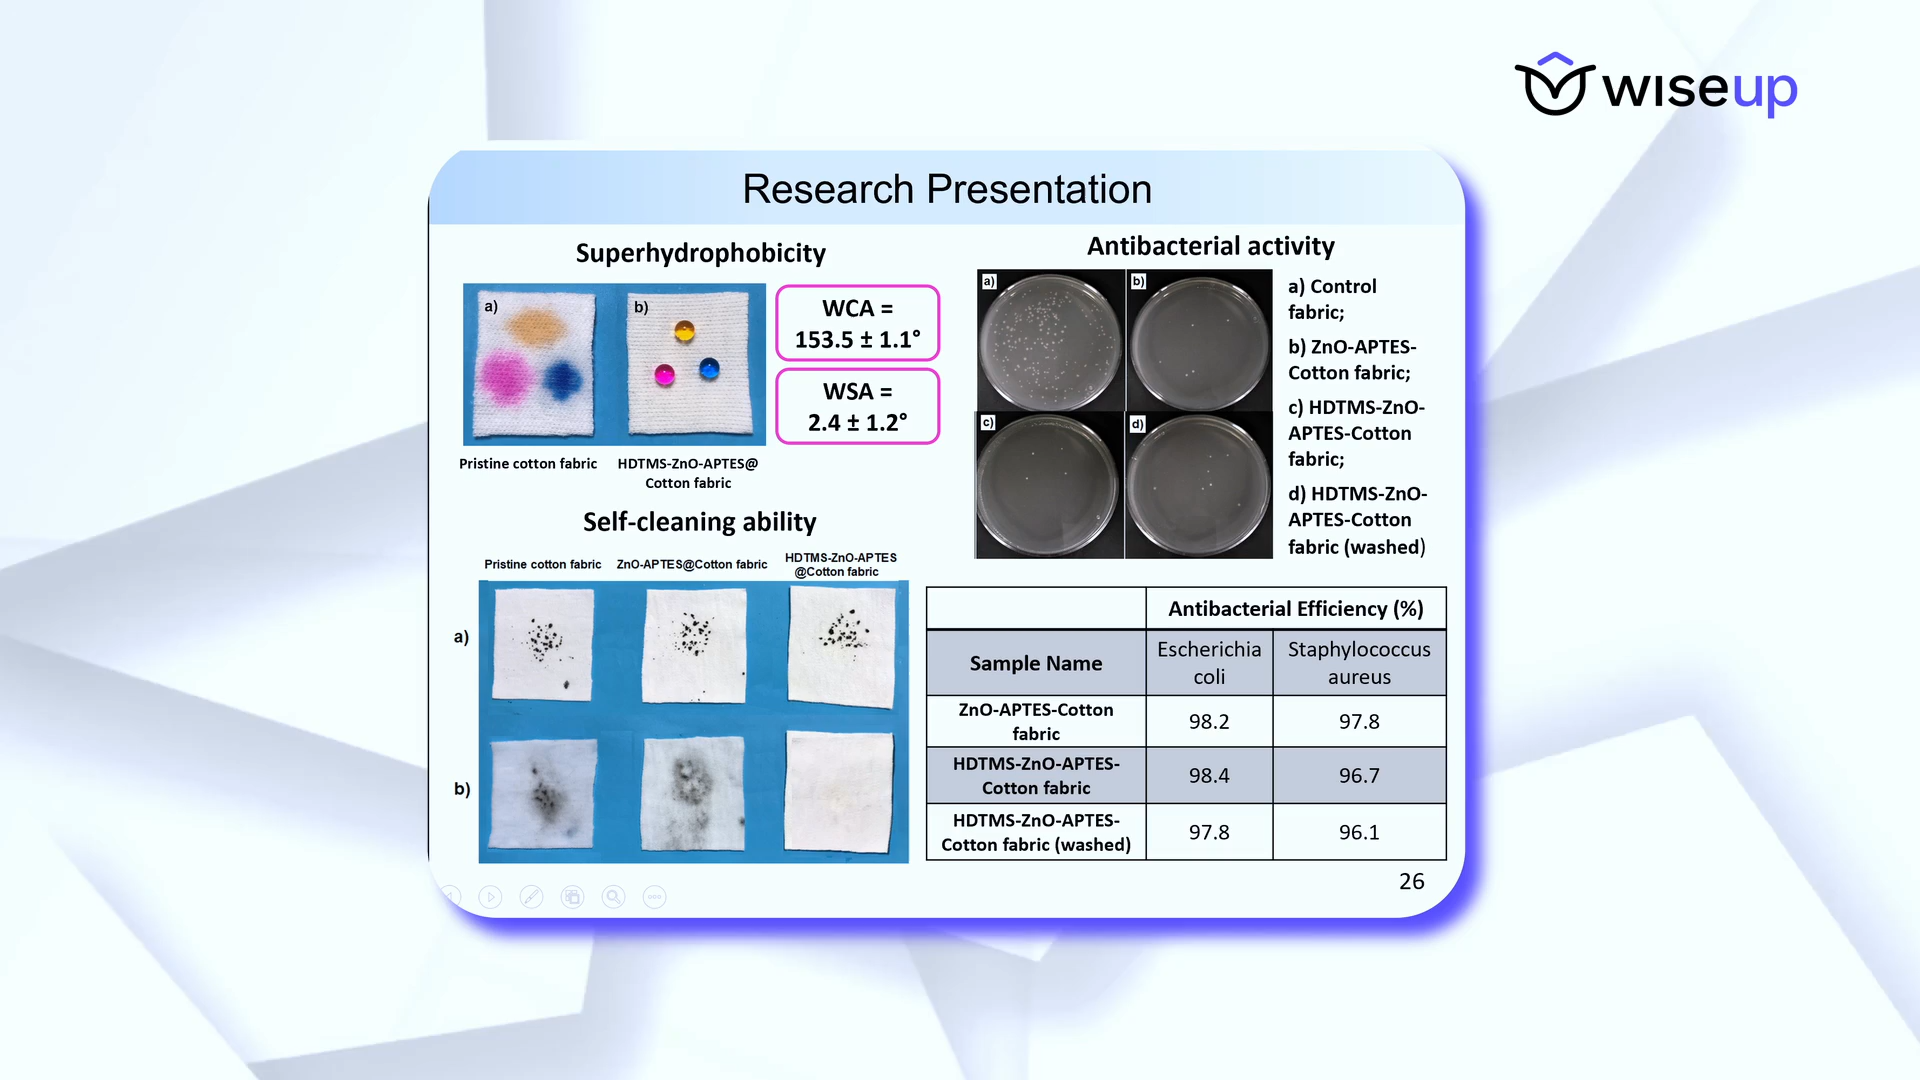 wiseup
Research Presentation
Superhydrophobicity
a)
b)
WCA =
153.5 ± 1.1°
WSA =
2.4 ± 1.2°
Pristine cotton fabric
HDTMS-ZnO-APTES@
Cotton fabric
Self-cleaning ability
Pristine cotton fabric
ZnO-APTES@Cotton fabric
HDTMS-ZnO-APTES
@Cotton fabric
a)
b)
Antibacterial activity
a)
b)
c)
d)
a) Control
fabric;
b) ZnO-APTES-
Cotton fabric;
c) HDTMS-ZnO-
APTES-Cotton
fabric;
d) HDTMS-ZnO-
APTES-Cotton
fabric (washed)
Antibacterial Efficiency (%)
Sample Name
Escherichia
coli
Staphylococcus
aureus
ZnO-APTES-Cotton
fabric
98.2
97.8
HDTMS-ZnO-APTES-
Cotton fabric
98.4
96.7
HDTMS-ZnO-APTES-
Cotton fabric (washed)
97.8
96.1
26